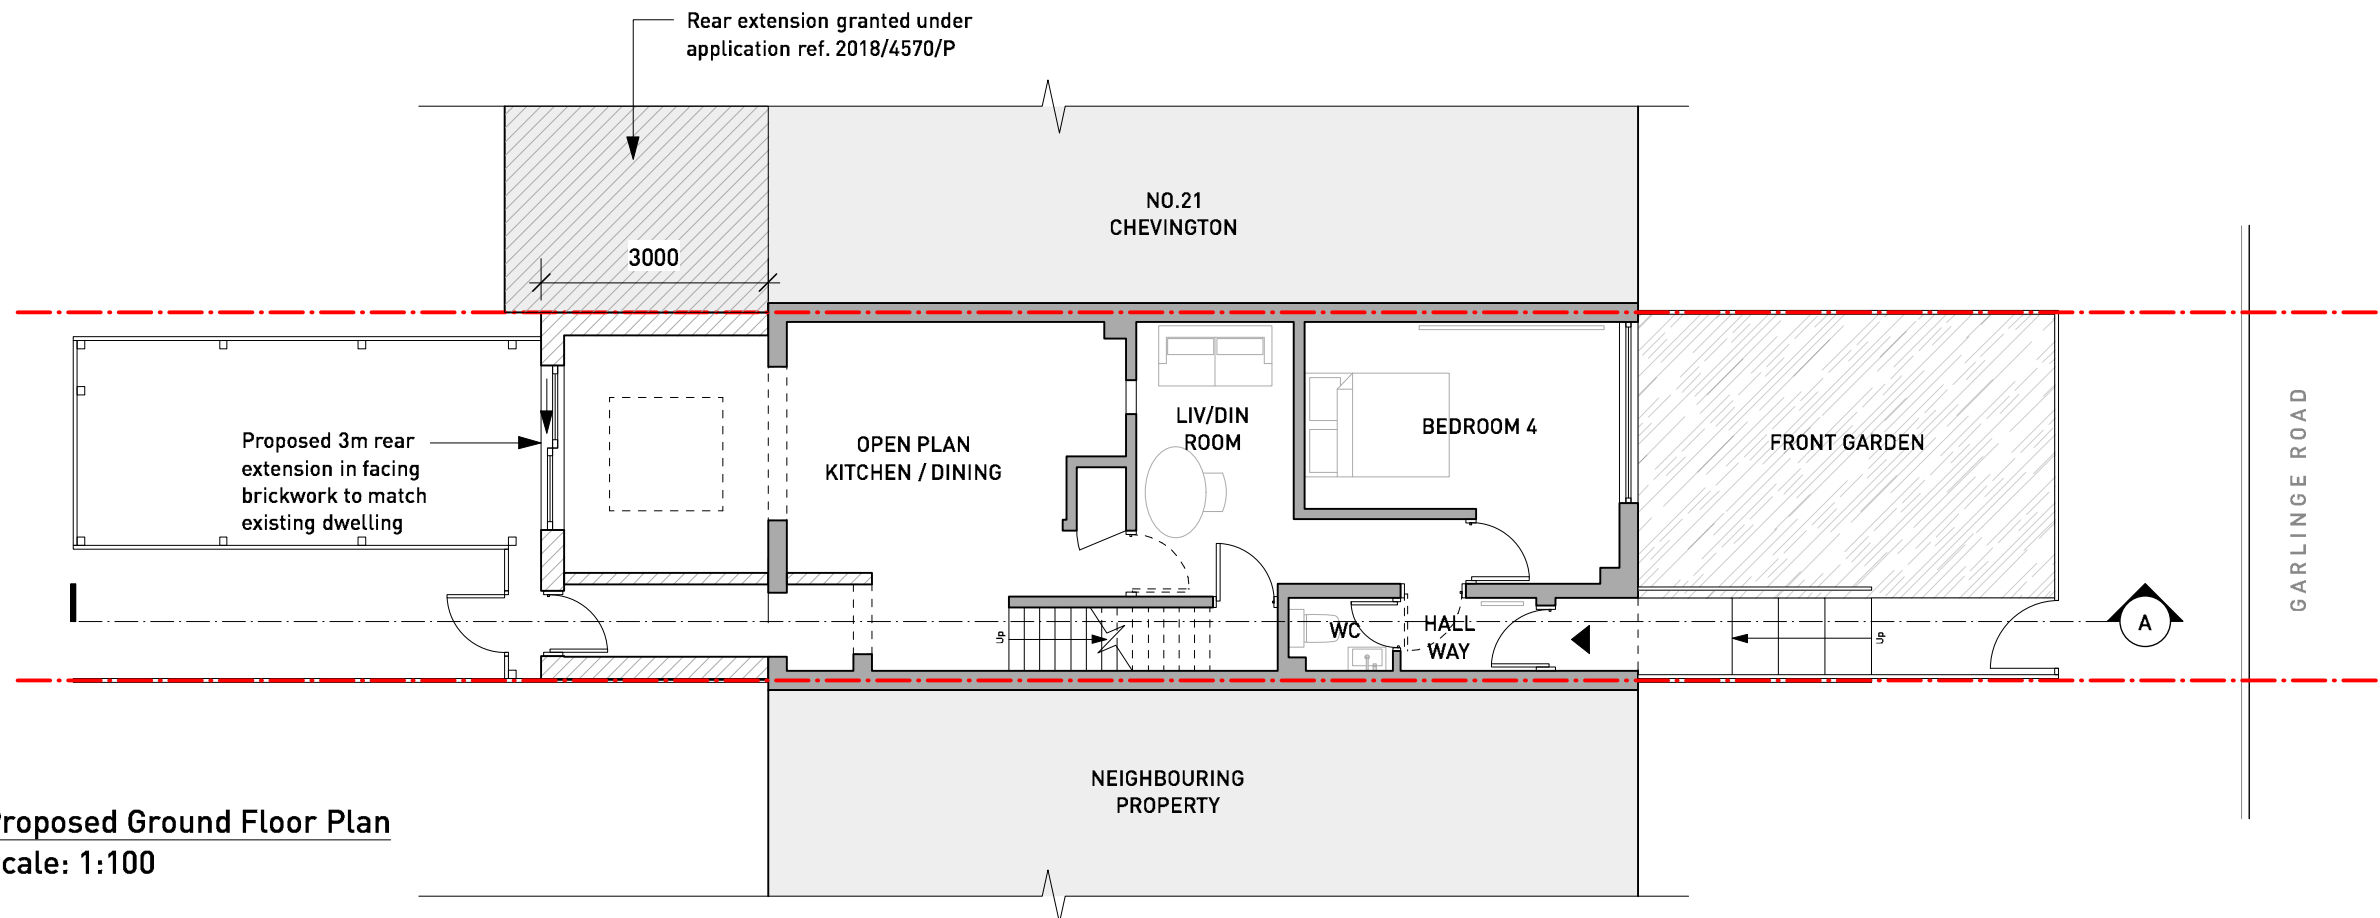 Rear extension granted under
application ref. 2018/4570/P
NO.21
CHEVINGTON
3000
Proposed 3m rear
extension in facing
brickwork to match
existing dwelling
OPEN PLAN
KITCHEN / DINING
LIV/DIN
ROOM
BEDROOM 4
FRONT GARDEN
GARLINGE ROAD
Up
WC
HALL
WAY
Up
A
NEIGHBOURING
PROPERTY
roposed Ground Floor Plan
cale: 1:100